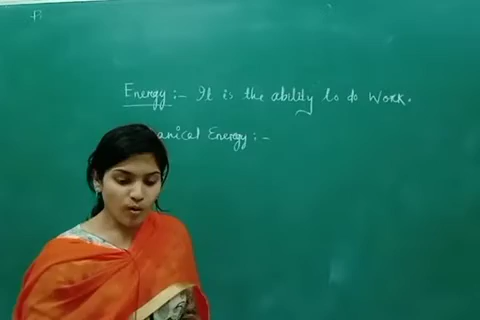 Energy :- It is the ability to do work.
anical Energy :-